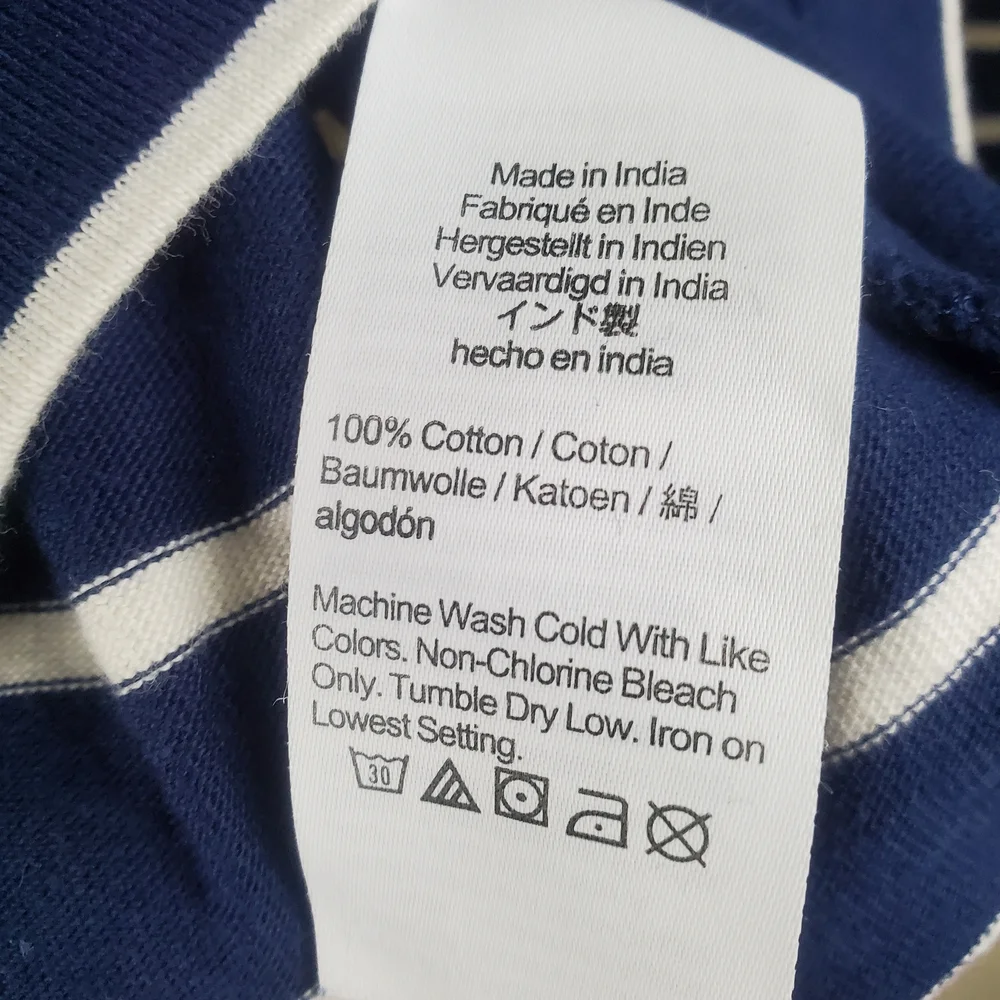 Made in India
Fabriqué en Inde
Hergestellt in Indien
Vervaardigd in India
インド製
hecho en india
100% Cotton / Coton /
Baumwolle / Katoen / 綿 /
algodón
Machine Wash Cold With Like
Colors. Non-Chlorine Bleach
Only. Tumble Dry Low. Iron on
Lowest Setting.
30